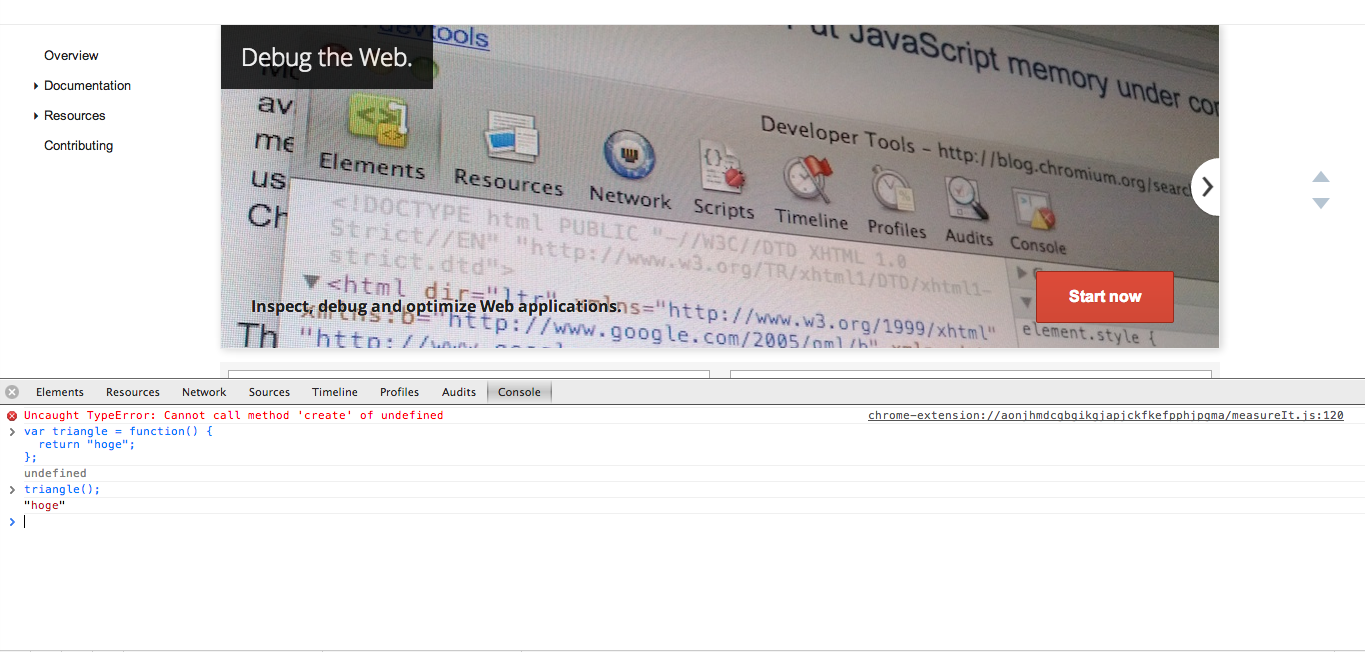 Overview
Documentation
Resources
Contributing
devtools
Put JavaScript memory under con
Debug the Web.
av
me
us
Ch
Th
Developer Tools – http://blog.chromium.org/searc
Elements
Resources
Network
Scripts
Timeline
Profiles
Audits
Console
<!DOCTYPE html PUBLIC "-//W3C//DTD XHTML 1.0
Strict//EN" "http://www.w3.org/TR/xhtml1/DTD/xhtml1-
strict.dtd">
<html dir="ltr" xmlns="http://www.w3.org/1999/xhtml"
xmlns:b="http://www.google.com/2005/gml/b"
"http://www.
element.style {
Inspect, debug and optimize Web applications.
Start now
Elements Resources Network Sources Timeline Profiles Audits Console
Uncaught TypeError: Cannot call method 'create' of undefined chrome-extension://aonjhmdcgbgikgjapjckfkefpphjpgma/measureIt.js:120
> var triangle = function() {
return "hoge";
};
undefined
> triangle();
"hoge"
>